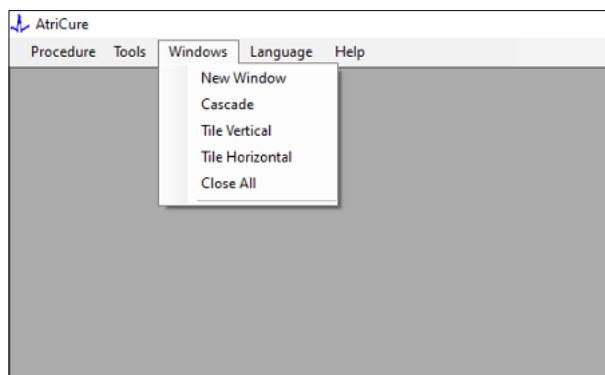 AtriCure
Procedure Tools Windows Language Help
New Window
Cascade
Tile Vertical
Tile Horizontal
Close All